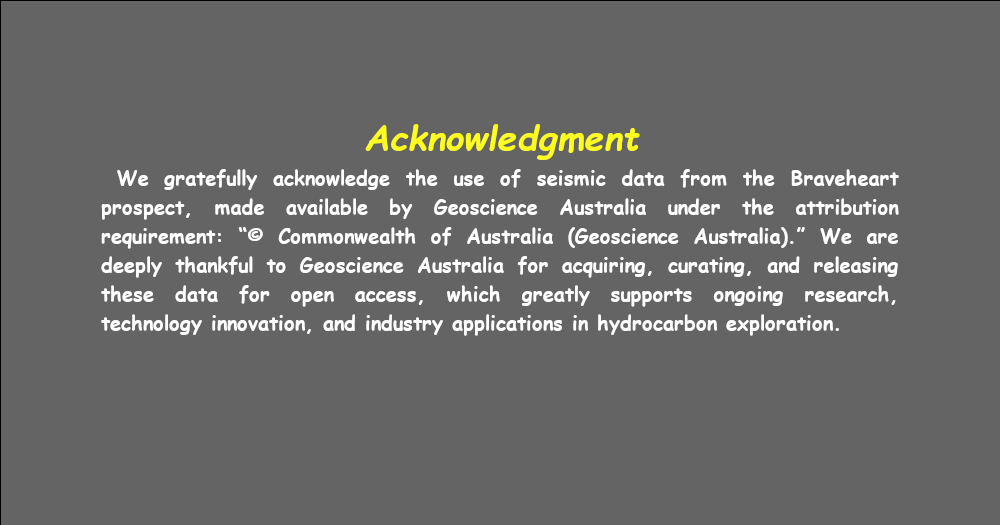 Acknowledgment
We gratefully acknowledge the use of seismic data from the Braveheart
prospect, made available by Geoscience Australia under the attribution
requirement: “© Commonwealth of Australia (Geoscience Australia).” We are
deeply thankful to Geoscience Australia for acquiring, curating, and releasing
these data for open access, which greatly supports ongoing research,
technology innovation, and industry applications in hydrocarbon exploration.